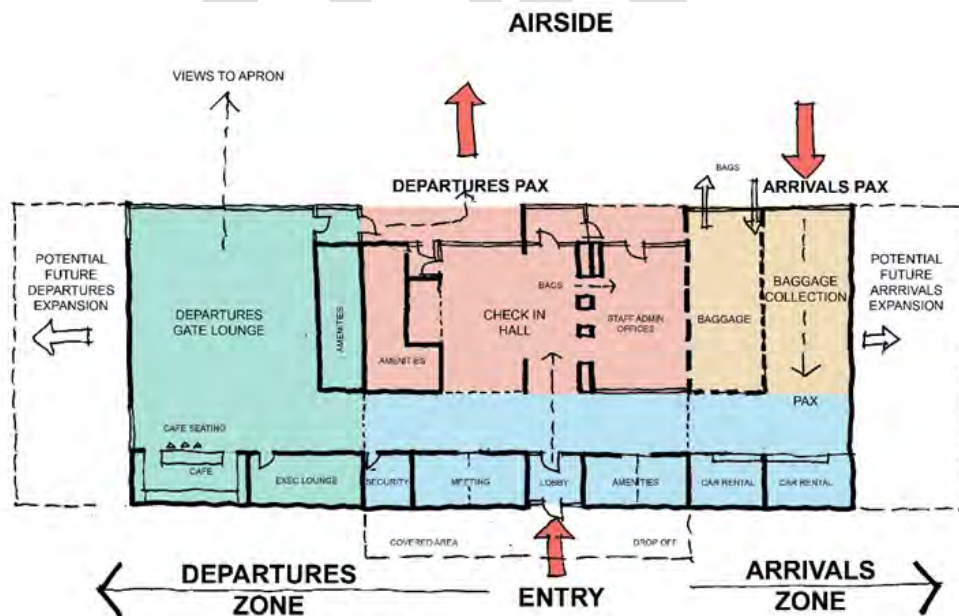 AIRSIDE
VIEWS TO APRON
BAGS
DEPARTURES PAX
ARRIVALS PAX
POTENTIAL
FUTURE
DEPARTURES
EXPANSION
DEPARTURES
GATE LOUNGE
AMENITIES
AMENITIES
CHECK IN
HALL
BAGS
STAFF ADMIN
OFFICES
BAGGAGE
BAGGAGE
COLLECTION
PAX
POTENTIAL
FUTURE
ARRRIVALS
EXPANSION
CAFE SEATING
CAFE
EXEC LOUNGE
SECURITY
MEETING
LOBBY
AMENITIES
CAR RENTAL
CAR RENTAL
COVERED AREA
DROP OFF
DEPARTURES
ZONE
ENTRY
ARRIVALS
ZONE